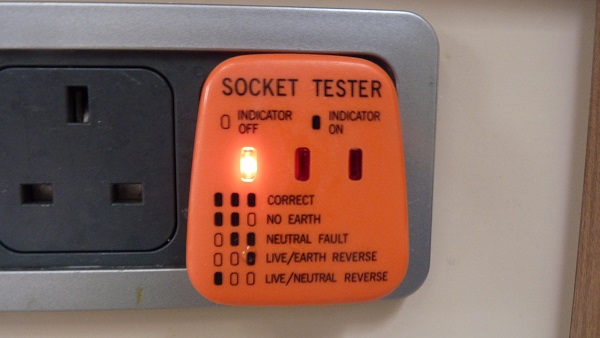 SOCKET TESTER
INDICATOR OFF INDICATOR ON
CORRECT
NO EARTH
NEUTRAL FAULT
LIVE/EARTH REVERSE
LIVE/NEUTRAL REVERSE